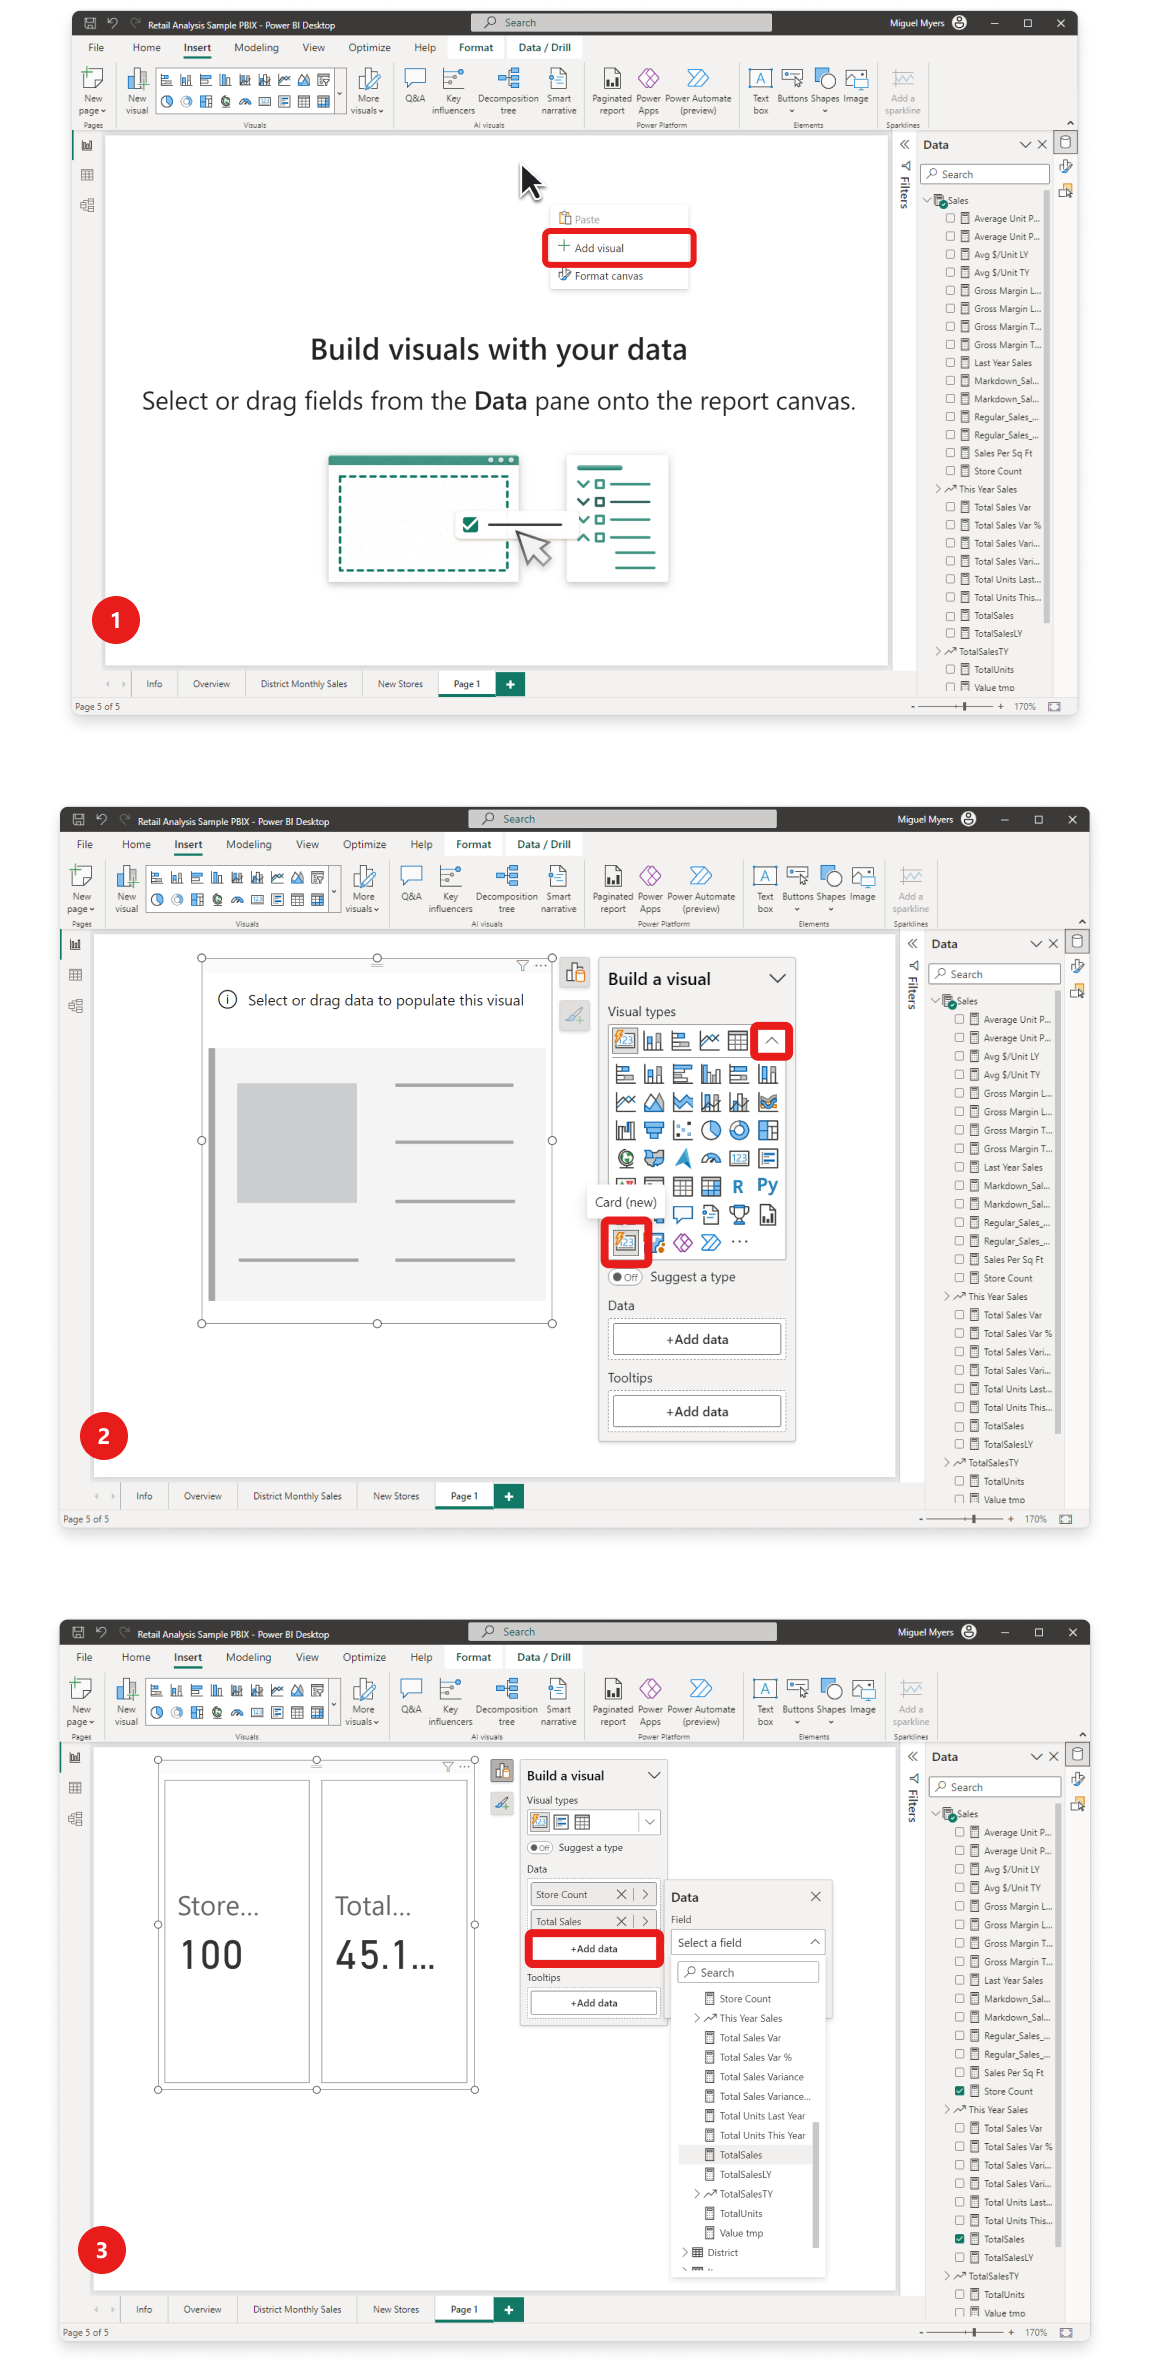 Retail Analysis Sample PBIX - Power BI Desktop
Search
Miguel Myers
File Home Insert Modeling View Optimize Help Format Data / Drill
New page
New visual
More visuals
Q&A
Key influencers
Decomposition tree
Smart narrative
Paginated report
Power Apps
Power Automate (preview)
Text box
Buttons
Shapes
Image
Add a sparkline
Pages Visuals AI visuals Power Platform Elements Sparklines
Paste
Add visual
Format canvas
Build visuals with your data
Select or drag fields from the Data pane onto the report canvas.
Filters
Data
Search
Sales
Average Unit P...
Average Unit P...
Avg $/Unit LY
Avg $/Unit TY
Gross Margin L...
Gross Margin L...
Gross Margin T...
Gross Margin T...
Last Year Sales
Markdown_Sal...
Markdown_Sal...
Regular_Sales_...
Regular_Sales_...
Sales Per Sq Ft
Store Count
This Year Sales
Total Sales Var
Total Sales Var %
Total Sales Vari...
Total Sales Vari...
Total Units Last...
Total Units This...
TotalSales
TotalSalesLY
TotalSalesTY
TotalUnits
Value tmp
1
Info Overview District Monthly Sales New Stores Page 1 +
Page 5 of 5
- + 170%
Retail Analysis Sample PBIX - Power BI Desktop
Search
Miguel Myers
File Home Insert Modeling View Optimize Help Format Data / Drill
New page
New visual
More visuals
Q&A
Key influencers
Decomposition tree
Smart narrative
Paginated report
Power Apps
Power Automate (preview)
Text box
Buttons
Shapes
Image
Add a sparkline
Pages Visuals AI visuals Power Platform Elements Sparklines
Select or drag data to populate this visual
Build a visual
Visual types
123
R Py
Card (new)
123
Off Suggest a type
Data
+Add data
Tooltips
+Add data
Filters
Data
Search
Sales
Average Unit P...
Average Unit P...
Avg $/Unit LY
Avg $/Unit TY
Gross Margin L...
Gross Margin L...
Gross Margin T...
Gross Margin T...
Last Year Sales
Markdown_Sal...
Markdown_Sal...
Regular_Sales_...
Regular_Sales_...
Sales Per Sq Ft
Store Count
This Year Sales
Total Sales Var
Total Sales Var %
Total Sales Vari...
Total Sales Vari...
Total Units Last...
Total Units This...
TotalSales
TotalSalesLY
TotalSalesTY
TotalUnits
Value tmp
2
Info Overview District Monthly Sales New Stores Page 1 +
Page 5 of 5
- + 170%
Retail Analysis Sample PBIX - Power BI Desktop
Search
Miguel Myers
File Home Insert Modeling View Optimize Help Format Data / Drill
New page
New visual
More visuals
Q&A
Key influencers
Decomposition tree
Smart narrative
Paginated report
Power Apps
Power Automate (preview)
Text box
Buttons
Shapes
Image
Add a sparkline
Pages Visuals AI visuals Power Platform Elements Sparklines
Store...
100
Total...
45.1...
Build a visual
Visual types
Off Suggest a type
Data
Store Count
Total Sales
+Add data
Tooltips
+Add data
Data
Field
Select a field
Search
Store Count
This Year Sales
Total Sales Var
Total Sales Var %
Total Sales Variance
Total Sales Variance...
Total Units Last Year
Total Units This Year
TotalSales
TotalSalesLY
TotalSalesTY
TotalUnits
Value tmp
District
Filters
Data
Search
Sales
Average Unit P...
Average Unit P...
Avg $/Unit LY
Avg $/Unit TY
Gross Margin L...
Gross Margin L...
Gross Margin T...
Gross Margin T...
Last Year Sales
Markdown_Sal...
Markdown_Sal...
Regular_Sales_...
Regular_Sales_...
Sales Per Sq Ft
Store Count
This Year Sales
Total Sales Var
Total Sales Var %
Total Sales Vari...
Total Sales Vari...
Total Units Last...
Total Units This...
TotalSales
TotalSalesLY
TotalSalesTY
TotalUnits
Value tmp
3
Info Overview District Monthly Sales New Stores Page 1 +
Page 5 of 5
- + 170%